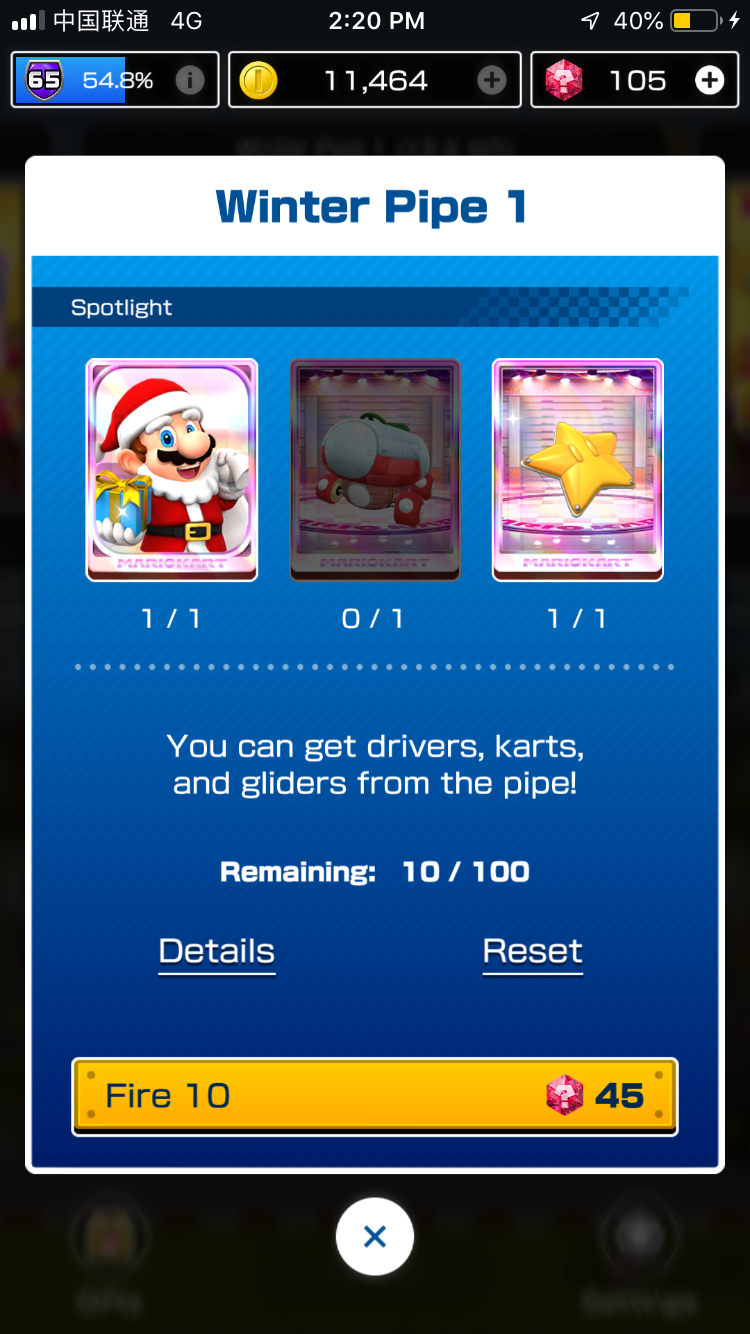 中国联通 4G 2:20 PM 40%
65 54.8% i 11,464 105
Winter Pipe 1
Spotlight
MARIOKART MARIOKART MARIOKART
1 / 1 0 / 1 1 / 1
You can get drivers, karts,
and gliders from the pipe!
Remaining: 10 / 100
Details Reset
Fire 10 45